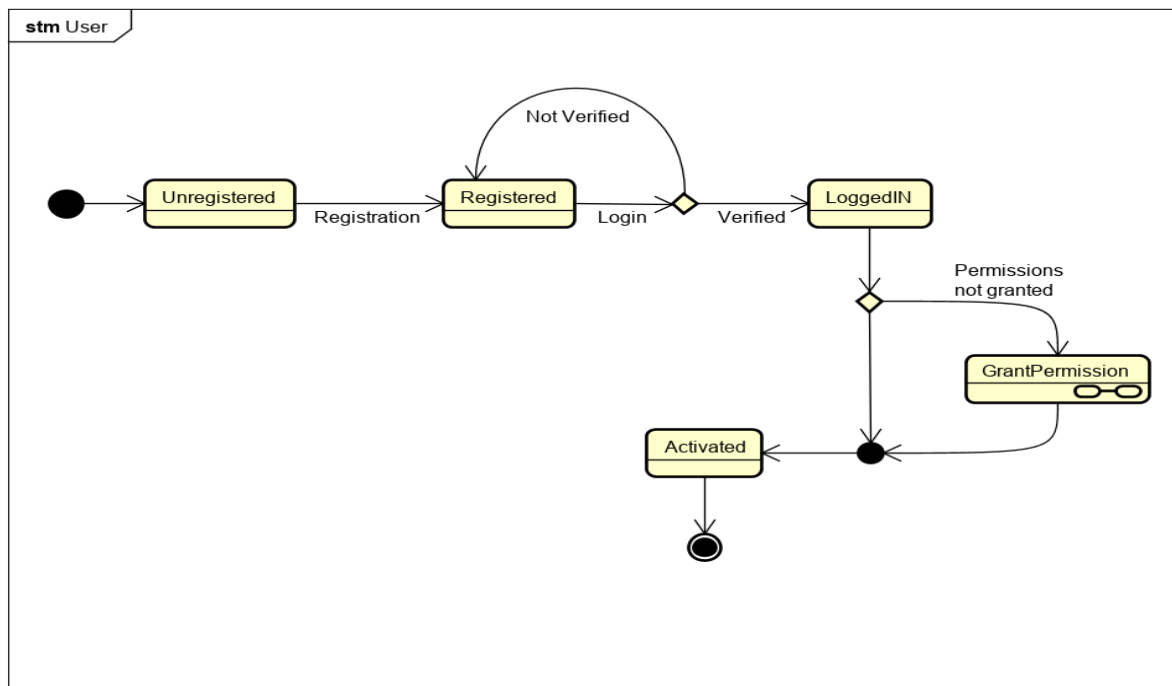 stm User
Not Verified
Unregistered
Registered
LoggedIN
Registration
Login
Verified
Permissions
not granted
GrantPermission
Activated